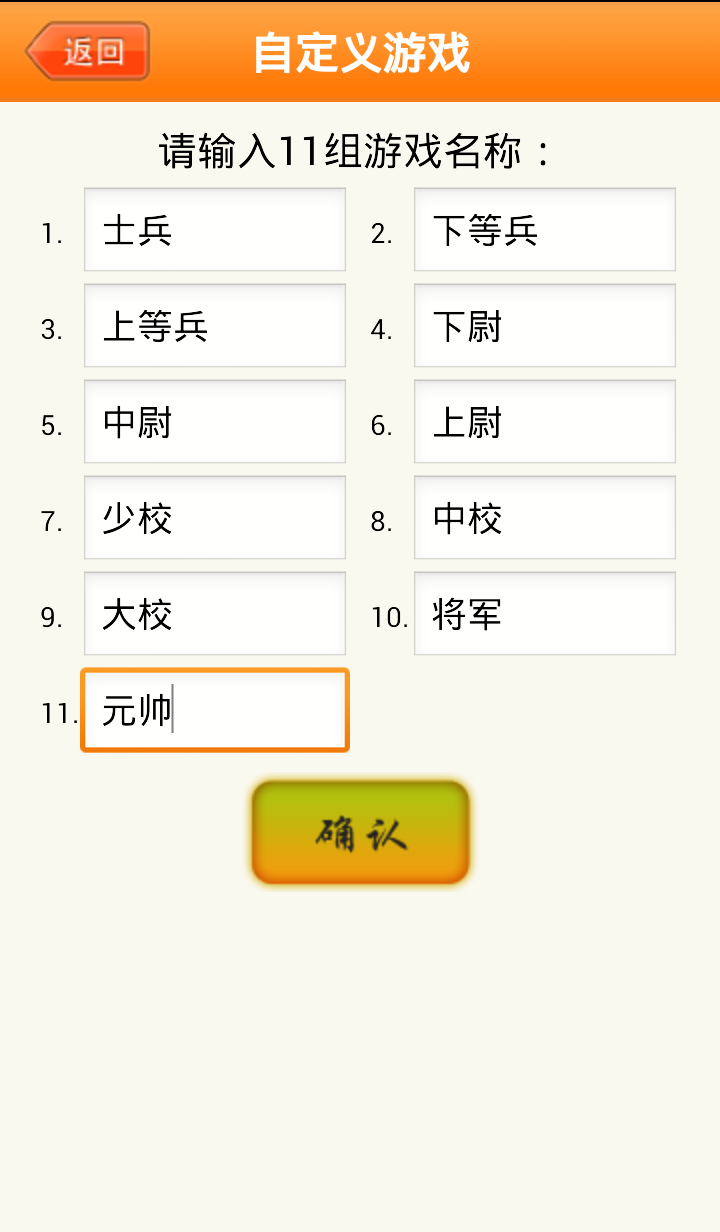 返回 自定义游戏
请输入11组游戏名称：
1. 士兵 2. 下等兵
3. 上等兵 4. 下尉
5. 中尉 6. 上尉
7. 少校 8. 中校
9. 大校 10. 将军
11. 元帅
确认